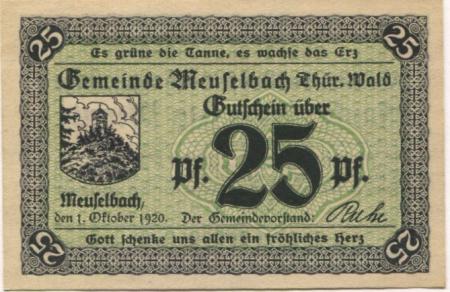 25 25
Es grüne die Tanne, es wachse das Erz
Gemeinde Meuselbach Thür. Wald
Gutschein über
Pf. 25 Pf.
Meuselbach,
den 1. Oktober 1920. Der Gemeindevorstand:
Gott schenke uns allen ein fröhliches Herz
25 25